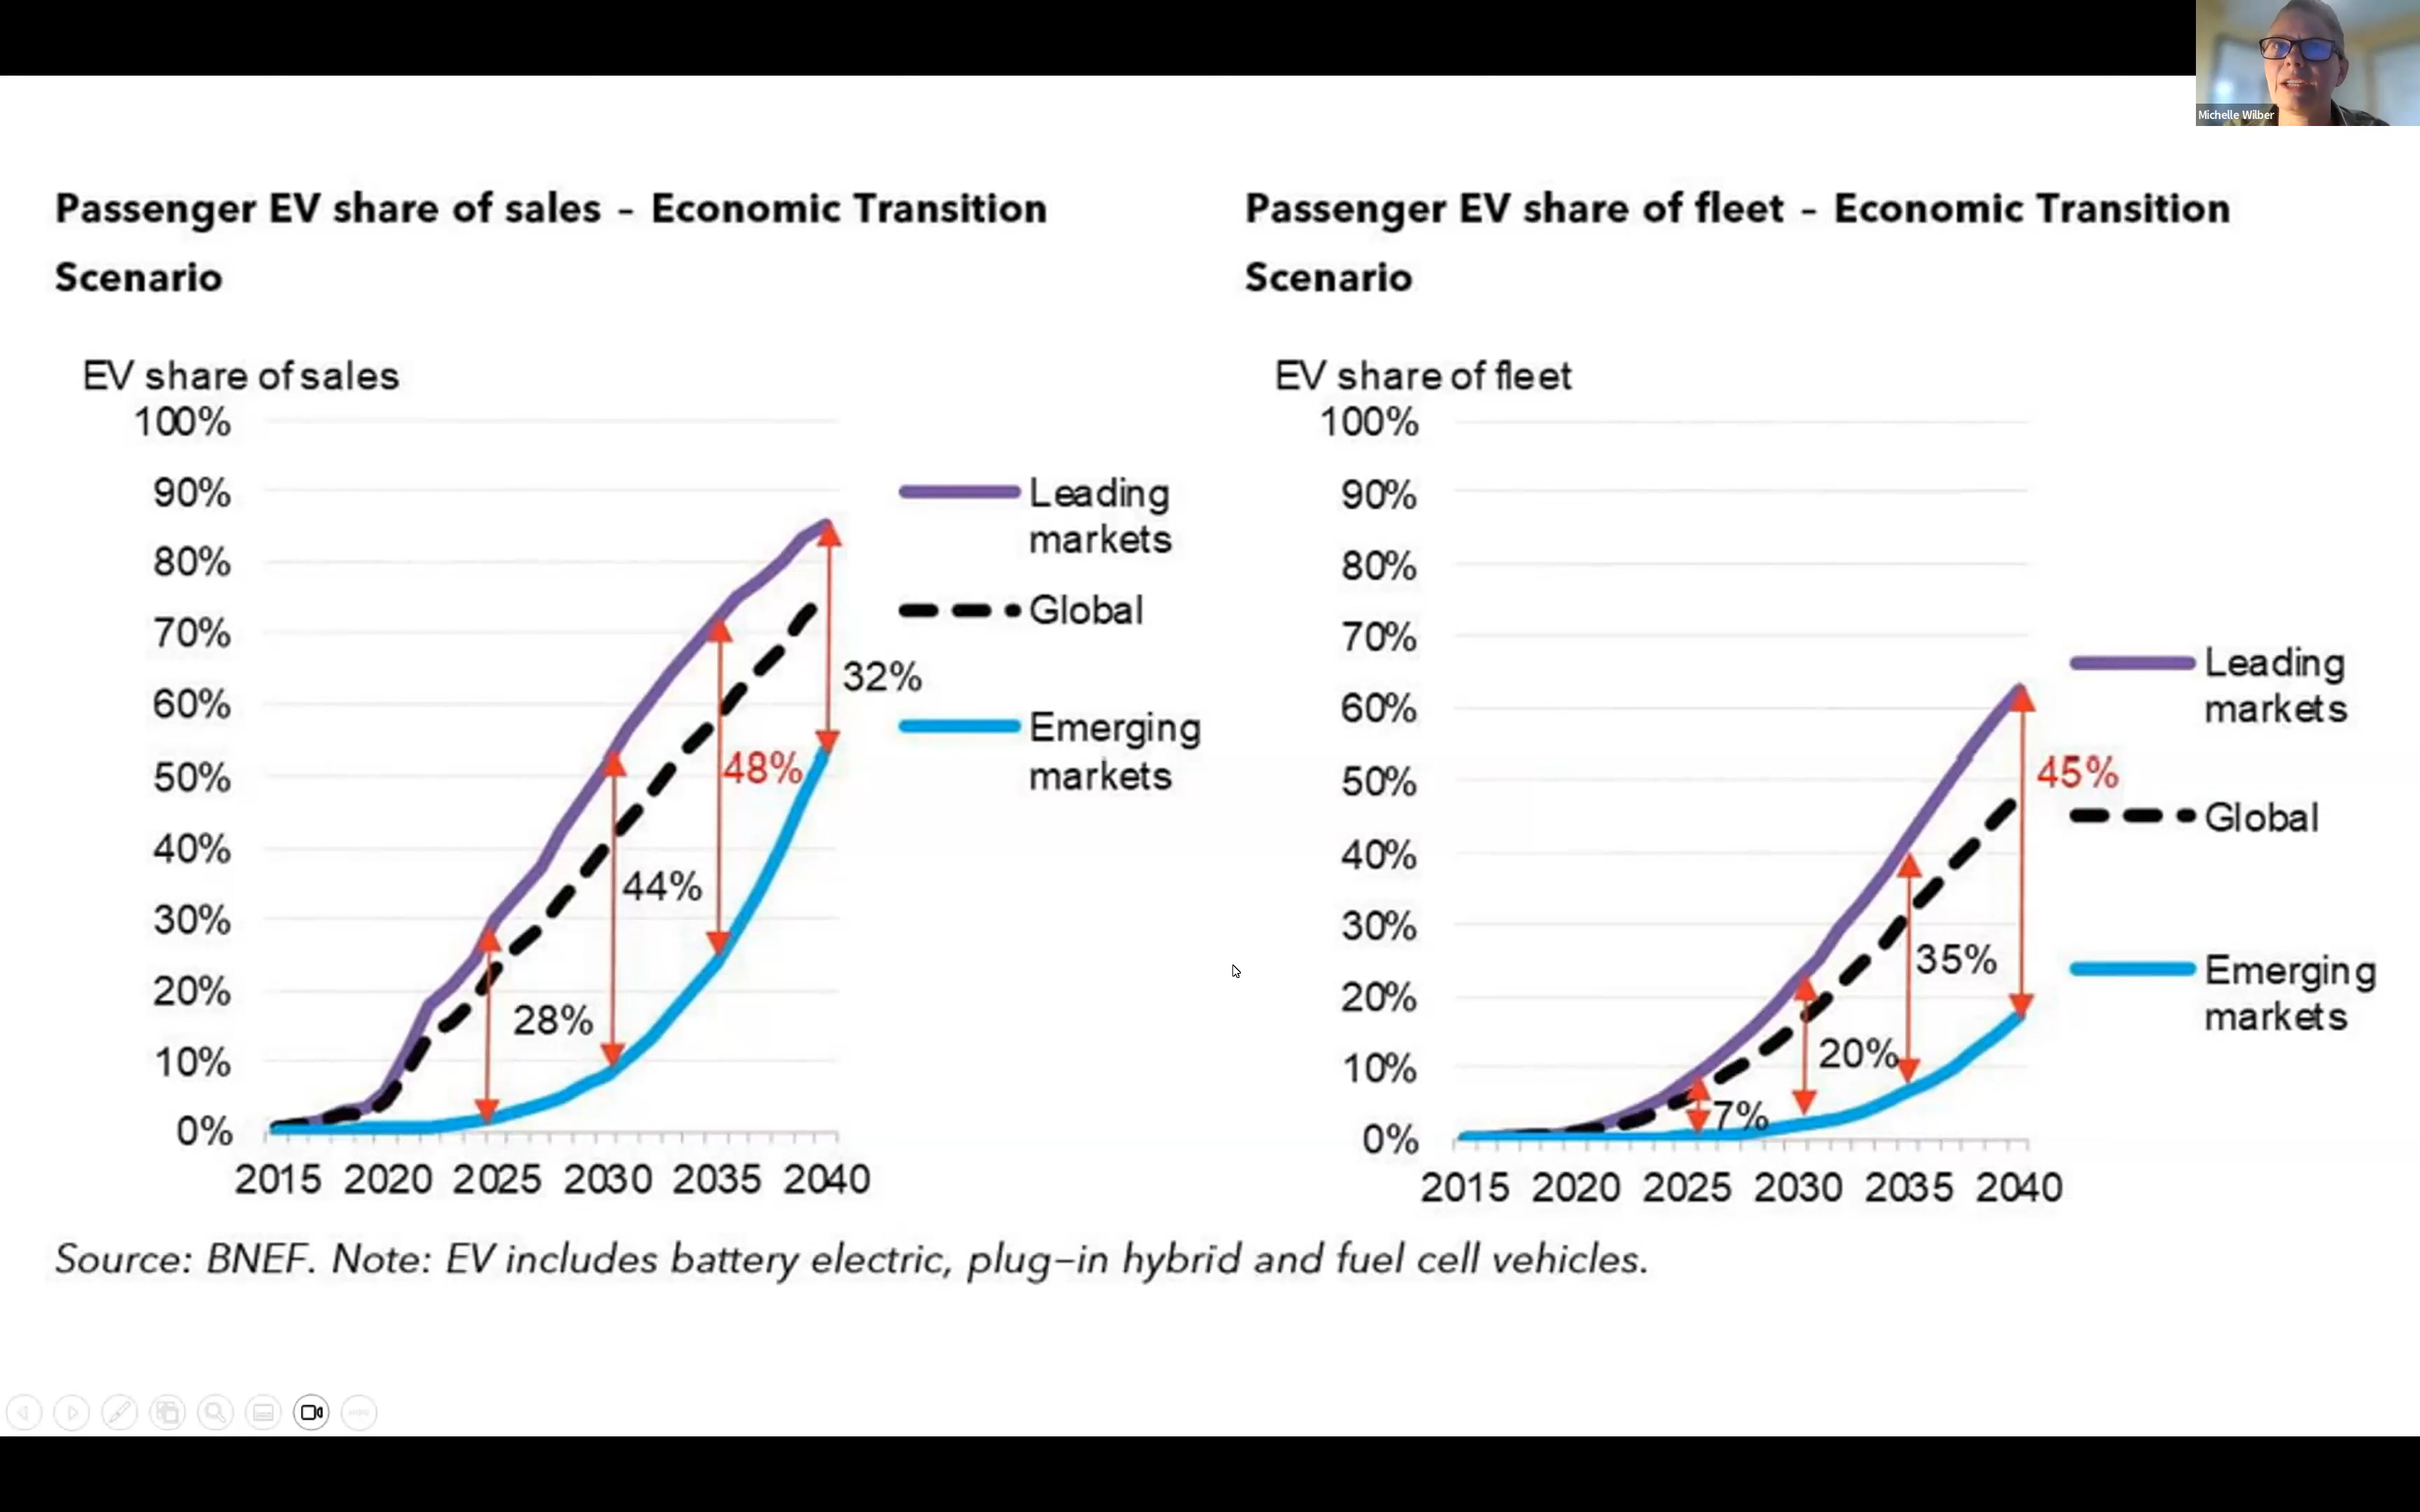 Michelle Wilber
Passenger EV share of sales – Economic Transition
Scenario
EV share of sales
100%
90%
80%
70%
60%
50%
40%
30%
20%
10%
0%
2015 2020 2025 2030 2035 2040
28%
44%
48%
32%
Leading
markets
Global
Emerging
markets
Passenger EV share of fleet – Economic Transition
Scenario
EV share of fleet
100%
90%
80%
70%
60%
50%
40%
30%
20%
10%
0%
2015 2020 2025 2030 2035 2040
7%
20%
35%
45%
Leading
markets
Global
Emerging
markets
Source: BNEF. Note: EV includes battery electric, plug–in hybrid and fuel cell vehicles.